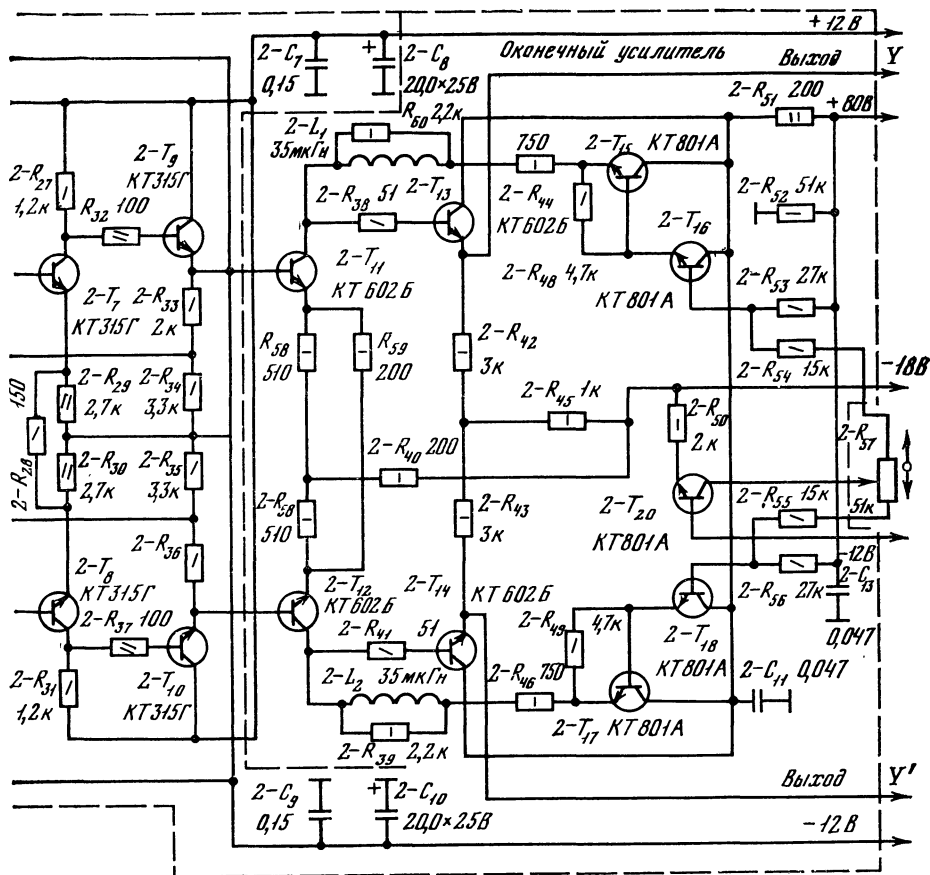 +12В
2-C7
0,15
+
2-C8
20,0×25В
Оконечный усилитель
Выход
Y
2-R51 200
+80В
R60 2,2к
2-L1
35мкГн
2-T9
КТ315Г
2-R27
1,2к
R32 100
2-R38 51
2-T13
750
2-R44
КТ602Б
2-T15
КТ801А
2-R52 51к
2-T16
КТ801А
2-R48 4,7к
2-R53 27к
2-T11
КТ602Б
2-T7
КТ315Г
2-R33
2к
R58
510
R59
200
2-R42
3к
2-R54 15к
-18В
150
2-R28
2-R29
2,7к
2-R34
3,3к
2-R45 1к
2-R50
2к
2-R57
51к
2-R30
2,7к
2-R35
3,3к
2-R40 200
2-R58
510
2-R43
3к
2-T20
КТ801А
2-R55 15к
2-R36
-12В
2-R56 27к
2-C13
0,047
2-T8
КТ315Г
2-T12
КТ602Б
2-T14
КТ602Б
2-R37 100
2-R41 51
2-R49 4,7к
2-T18
КТ801А
2-R31
1,2к
2-T10
КТ315Г
2-L2 35мкГн
2-R46 750
2-C11 0,047
2-T17 КТ801А
2-R39 2,2к
Выход
Y'
2-C9
0,15
+
2-C10
20,0×25В
-12В